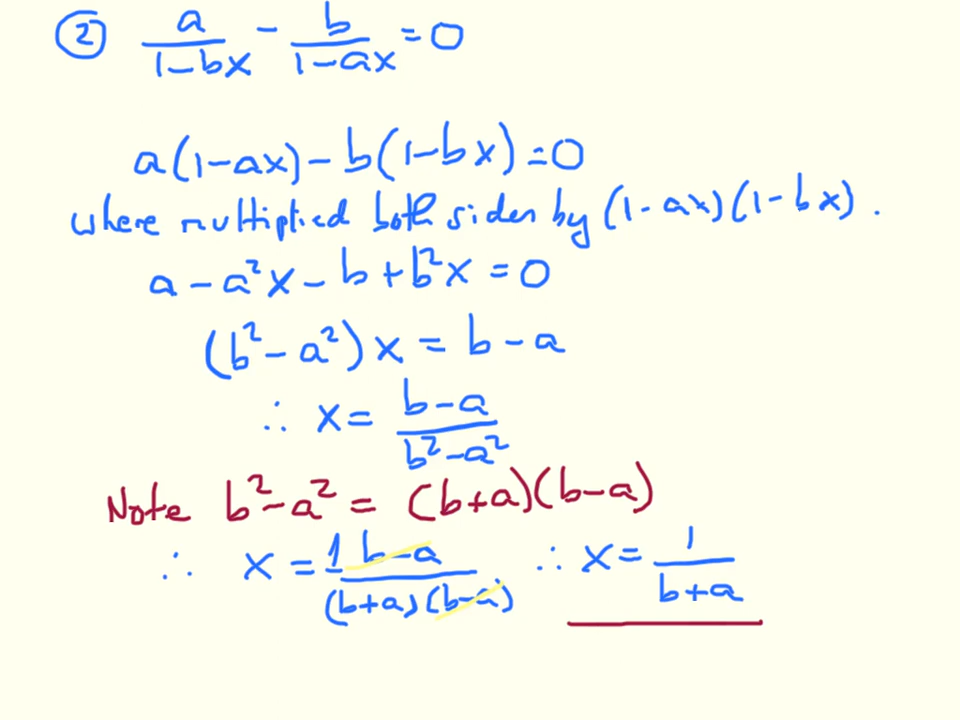 ② a/(1-bx) - b/(1-ax) = 0
a(1-ax) - b(1-bx) = 0
where multiplied both sides by (1-ax)(1-bx).
a - a²x - b + b²x = 0
(b² - a²)x = b - a
∴ x = (b-a)/(b²-a²)
Note b² - a² = (b+a)(b-a)
∴ x = 1 (b-a)/((b+a)(b-a)) ∴ x = 1/(b+a)